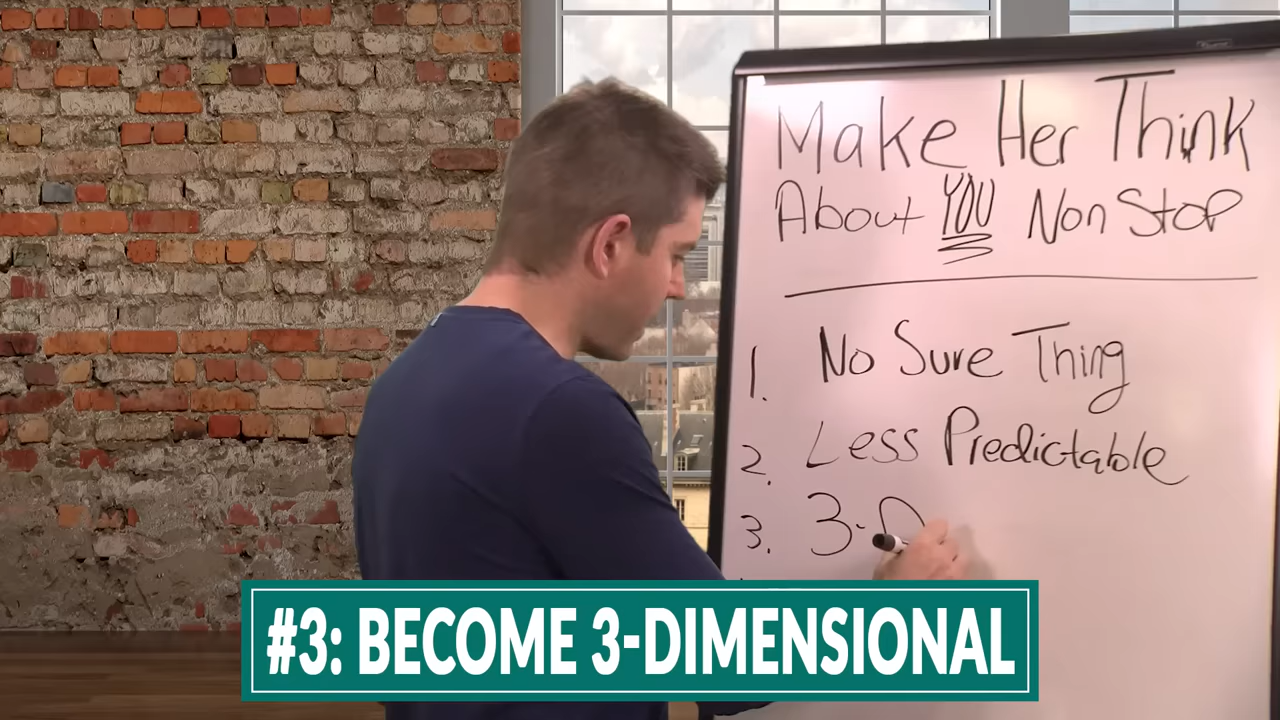 Make Her Think
About YOU Non Stop
1. No Sure Thing
2. Less Predictable
3. 3-D
#3: BECOME 3-DIMENSIONAL